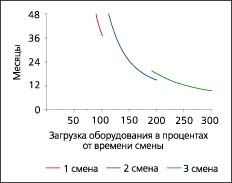 Месяцы
48
36
24
12
0
50 100 150 200 250 300
Загрузка оборудования в процентах
от времени смены
1 смена 2 смена 3 смена